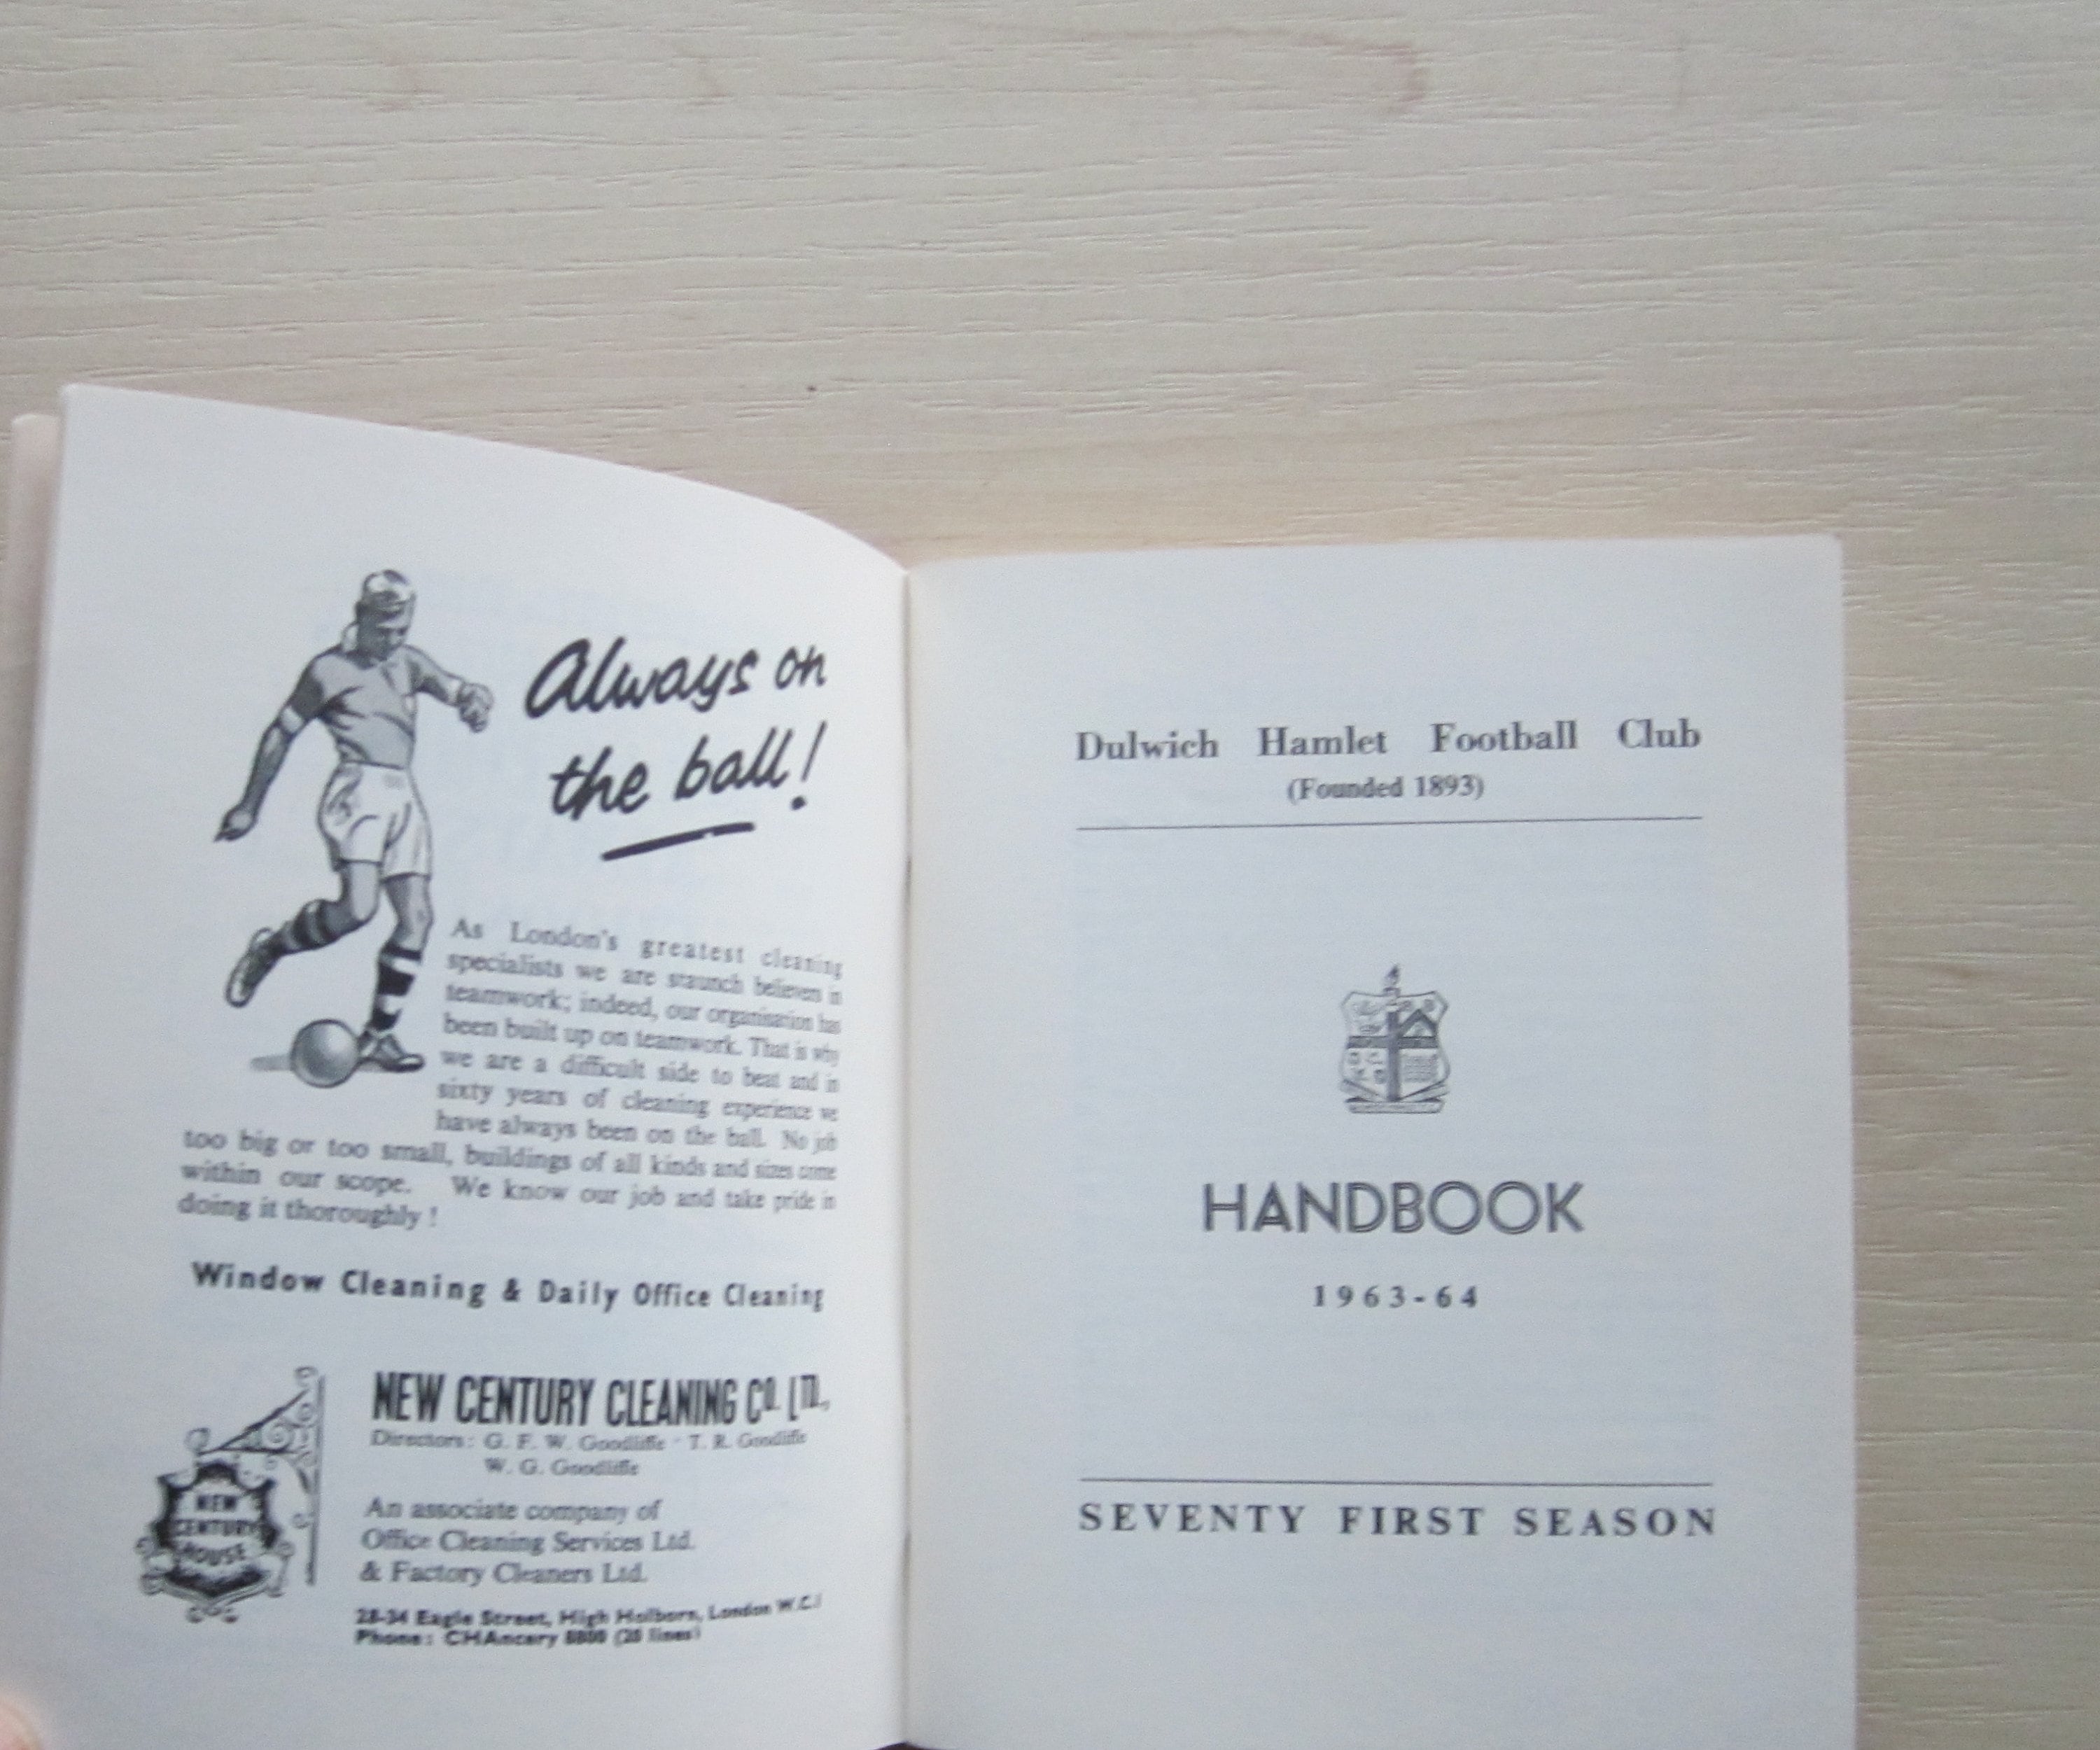 Always on
the ball!
As London's greatest cleaning
specialists we are staunch believers in
teamwork; indeed, our organisation has
been built up on teamwork. That is why
we are a difficult side to beat and in
sixty years of cleaning experience we
have always been on the ball. No job
too big or too small, buildings of all kinds and sizes come
within our scope. We know our job and take pride in
doing it thoroughly !
Window Cleaning & Daily Office Cleaning
NEW CENTURY CLEANING CO. LTD.,
Directors: G. F. W. Goodliffe · T. R. Goodliffe
W. G. Goodliffe
NEW
CENTURY
HOUSE
An associate company of
Office Cleaning Services Ltd.
& Factory Cleaners Ltd.
28-34 Eagle Street, High Holborn, London W.C.1
Phone: CHAncery 8800 (20 lines)
Dulwich Hamlet Football Club
(Founded 1893)
HANDBOOK
1963-64
SEVENTY FIRST SEASON